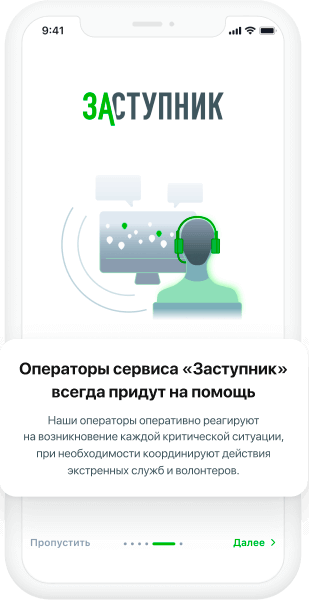 9:41
ЗАСТУПНИК
Операторы сервиса «Заступник»
всегда придут на помощь
Наши операторы оперативно реагируют
на возникновение каждой критической ситуации,
при необходимости координируют действия
экстренных служб и волонтеров.
Пропустить
Далее